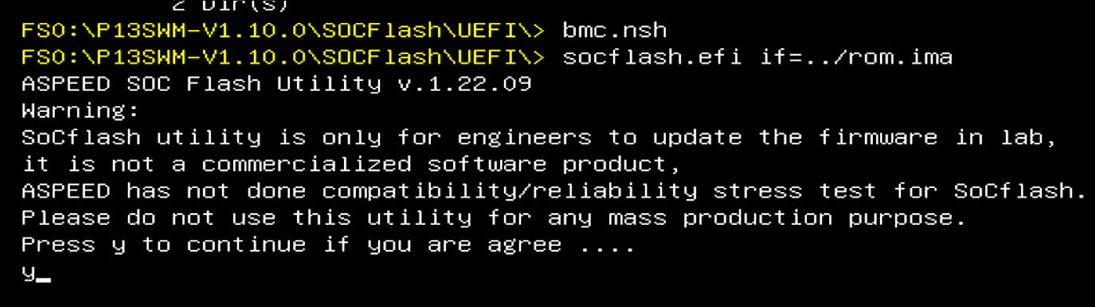 2 Dir(s)
FS0:\P13SWM-V1.10.0\SOCFlash\UEFI\> bmc.nsh
FS0:\P13SWM-V1.10.0\SOCFlash\UEFI\> socflash.efi if=../rom.ima
ASPEED SOC Flash Utility v.1.22.09
Warning:
SoCflash utility is only for engineers to update the firmware in lab,
it is not a commercialized software product,
ASPEED has not done compatibility/reliability stress test for SoCflash.
Please do not use this utility for any mass production purpose.
Press y to continue if you are agree ....
y_